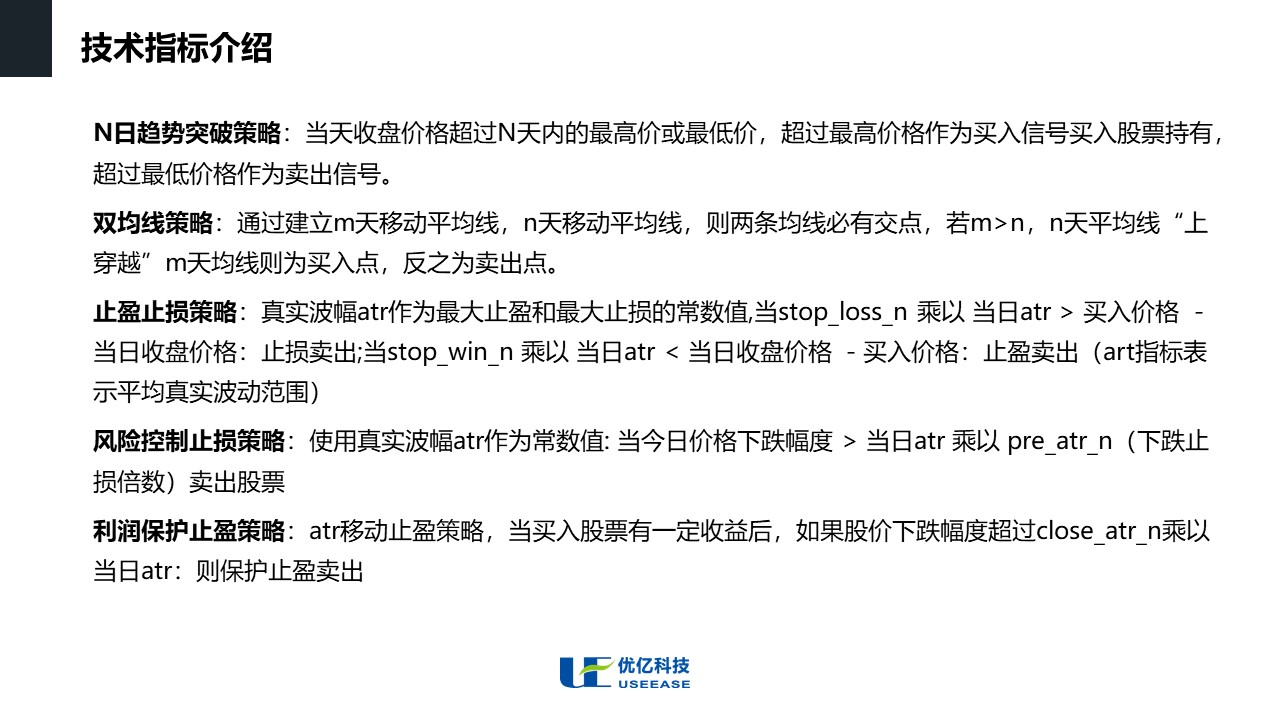 技术指标介绍
N日趋势突破策略：当天收盘价格超过N天内的最高价或最低价，超过最高价格作为买入信号买入股票持有，
超过最低价格作为卖出信号。
双均线策略：通过建立m天移动平均线，n天移动平均线，则两条均线必有交点，若m>n，n天平均线“上
穿越”m天均线则为买入点，反之为卖出点。
止盈止损策略：真实波幅atr作为最大止盈和最大止损的常数值,当stop_loss_n 乘以 当日atr > 买入价格 -
当日收盘价格：止损卖出;当stop_win_n 乘以 当日atr < 当日收盘价格 - 买入价格：止盈卖出（art指标表
示平均真实波动范围）
风险控制止损策略：使用真实波幅atr作为常数值: 当今日价格下跌幅度 > 当日atr 乘以 pre_atr_n（下跌止
损倍数）卖出股票
利润保护止盈策略：atr移动止盈策略，当买入股票有一定收益后，如果股价下跌幅度超过close_atr_n乘以
当日atr：则保护止盈卖出
UE 优亿科技
USEEASE